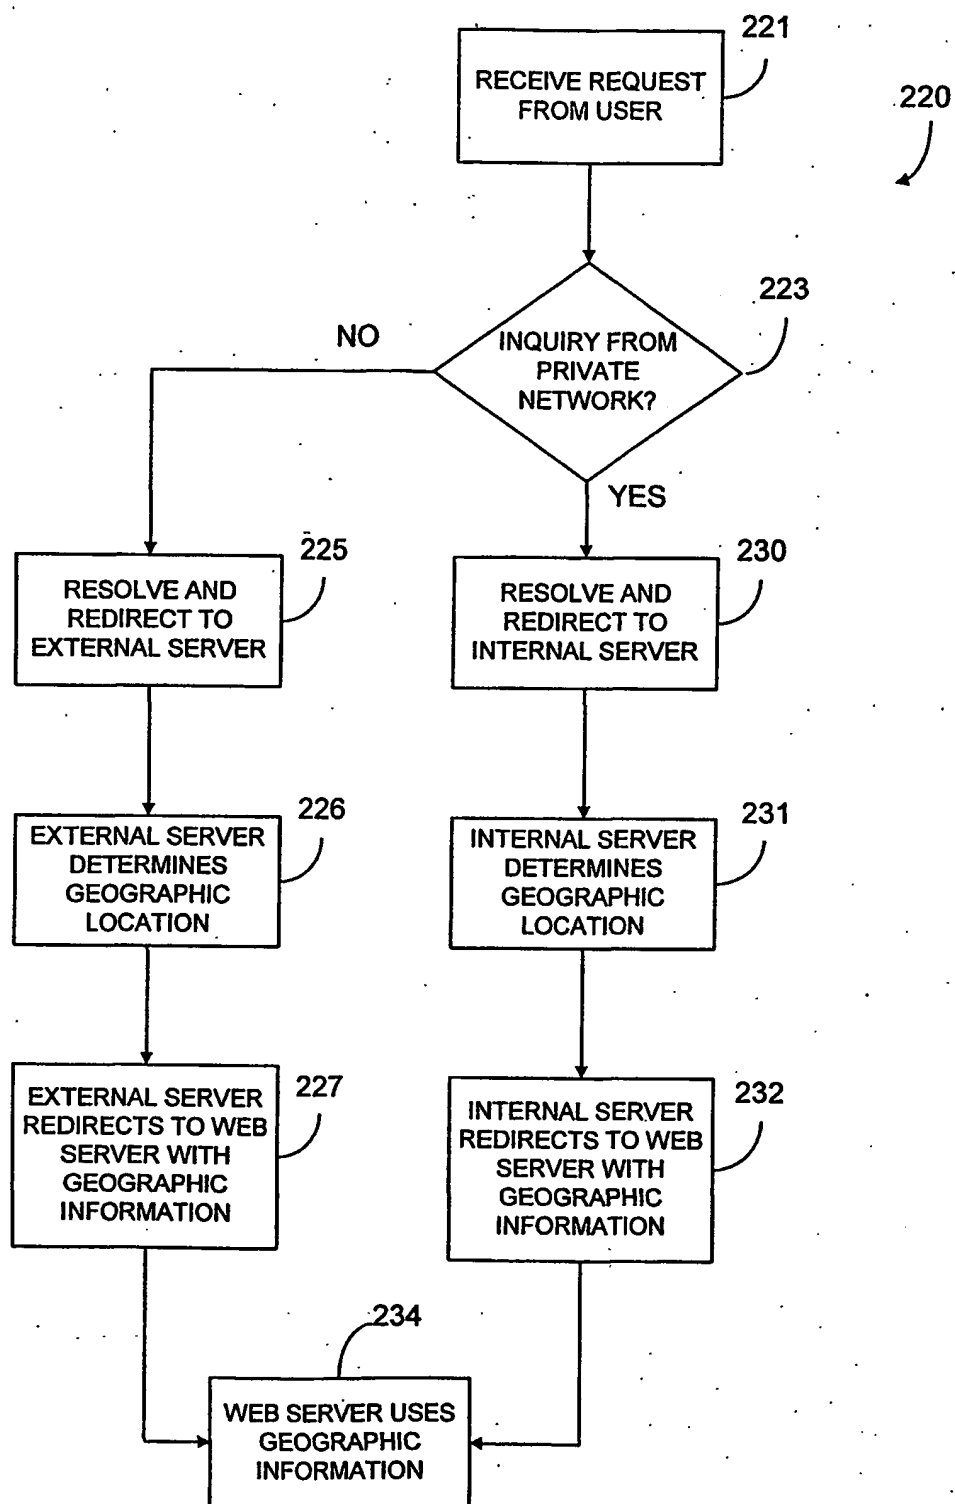 221
RECEIVE REQUEST
FROM USER
220
223
INQUIRY FROM
PRIVATE
NETWORK?
NO
YES
225
RESOLVE AND
REDIRECT TO
EXTERNAL SERVER
230
RESOLVE AND
REDIRECT TO
INTERNAL SERVER
226
EXTERNAL SERVER
DETERMINES
GEOGRAPHIC
LOCATION
231
INTERNAL SERVER
DETERMINES
GEOGRAPHIC
LOCATION
227
EXTERNAL SERVER
REDIRECTS TO WEB
SERVER WITH
GEOGRAPHIC
INFORMATION
232
INTERNAL SERVER
REDIRECTS TO WEB
SERVER WITH
GEOGRAPHIC
INFORMATION
234
WEB SERVER USES
GEOGRAPHIC
INFORMATION